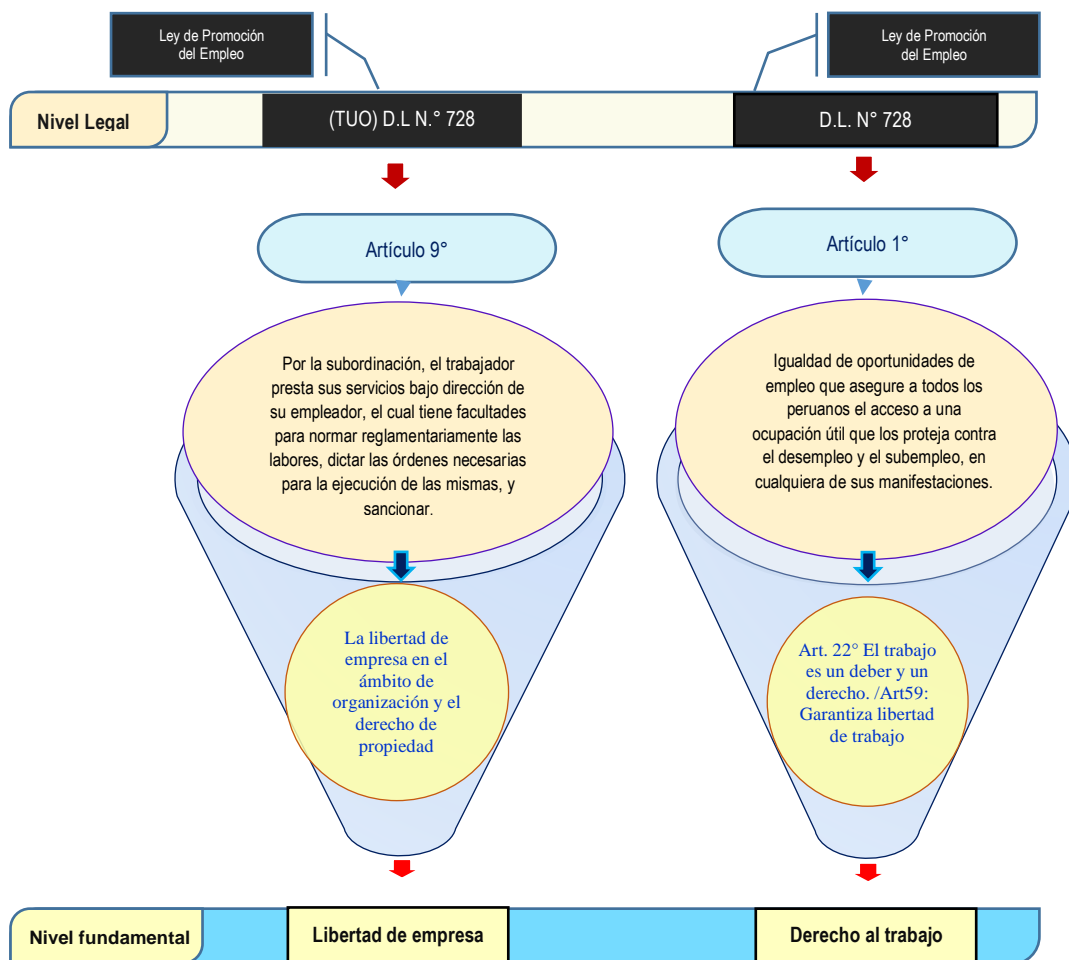 Ley de Promoción
del Empleo
Ley de Promoción
del Empleo
Nivel Legal
(TUO) D.L N.° 728
D.L. N° 728
Artículo 9°
Artículo 1°
Por la subordinación, el trabajador
presta sus servicios bajo dirección de
su empleador, el cual tiene facultades
para normar reglamentariamente las
labores, dictar las órdenes necesarias
para la ejecución de las mismas, y
sancionar.
Igualdad de oportunidades de
empleo que asegure a todos los
peruanos el acceso a una
ocupación útil que los proteja contra
el desempleo y el subempleo, en
cualquiera de sus manifestaciones.
La libertad de
empresa en el
ámbito de
organización y el
derecho de
propiedad
Art. 22° El trabajo
es un deber y un
derecho. /Art59:
Garantiza libertad
de trabajo
Nivel fundamental
Libertad de empresa
Derecho al trabajo